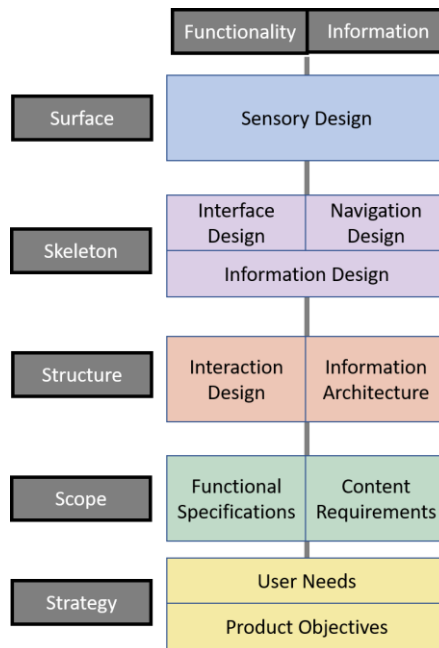 Functionality
Information
Surface
Sensory Design
Skeleton
Interface
Design
Navigation
Design
Information Design
Structure
Interaction
Design
Information
Architecture
Scope
Functional
Specifications
Content
Requirements
Strategy
User Needs
Product Objectives